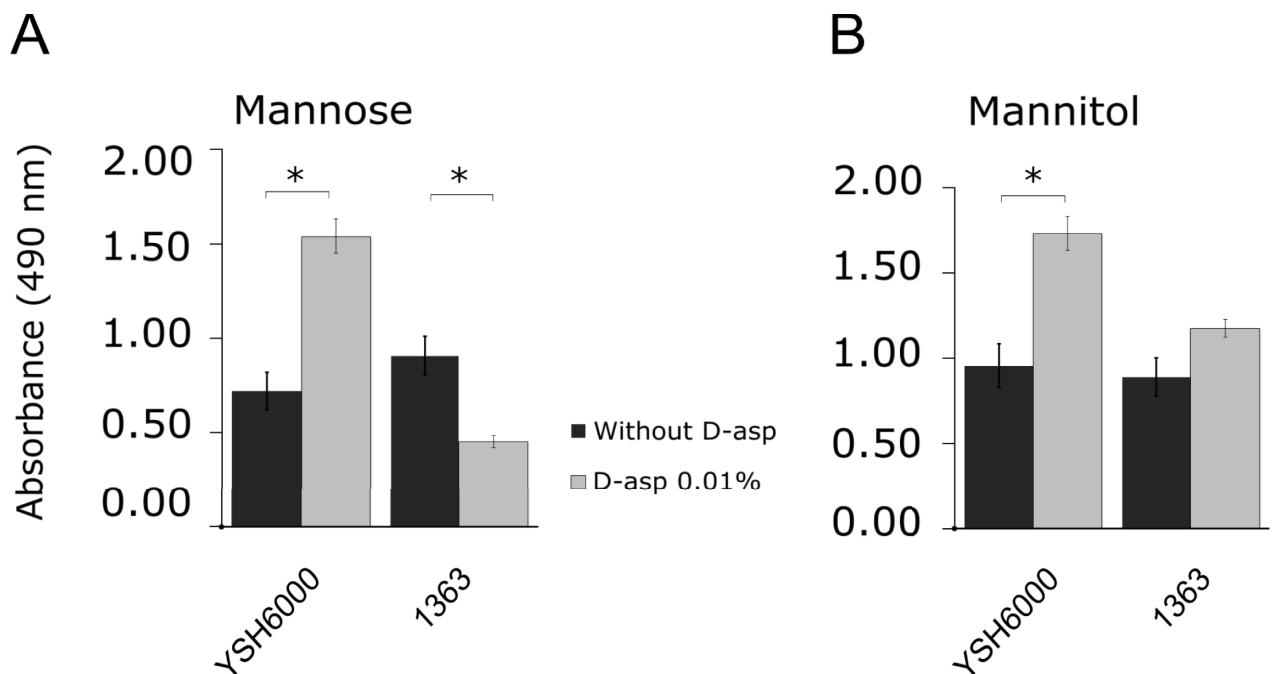 A
Mannose
Absorbance (490 nm)
2.00
1.50
1.00
0.50
0.00
*
*
YSH6000
1363
Without D-asp
D-asp 0.01%
B
Mannitol
2.00
1.50
1.00
0.50
0.00
*
YSH6000
1363